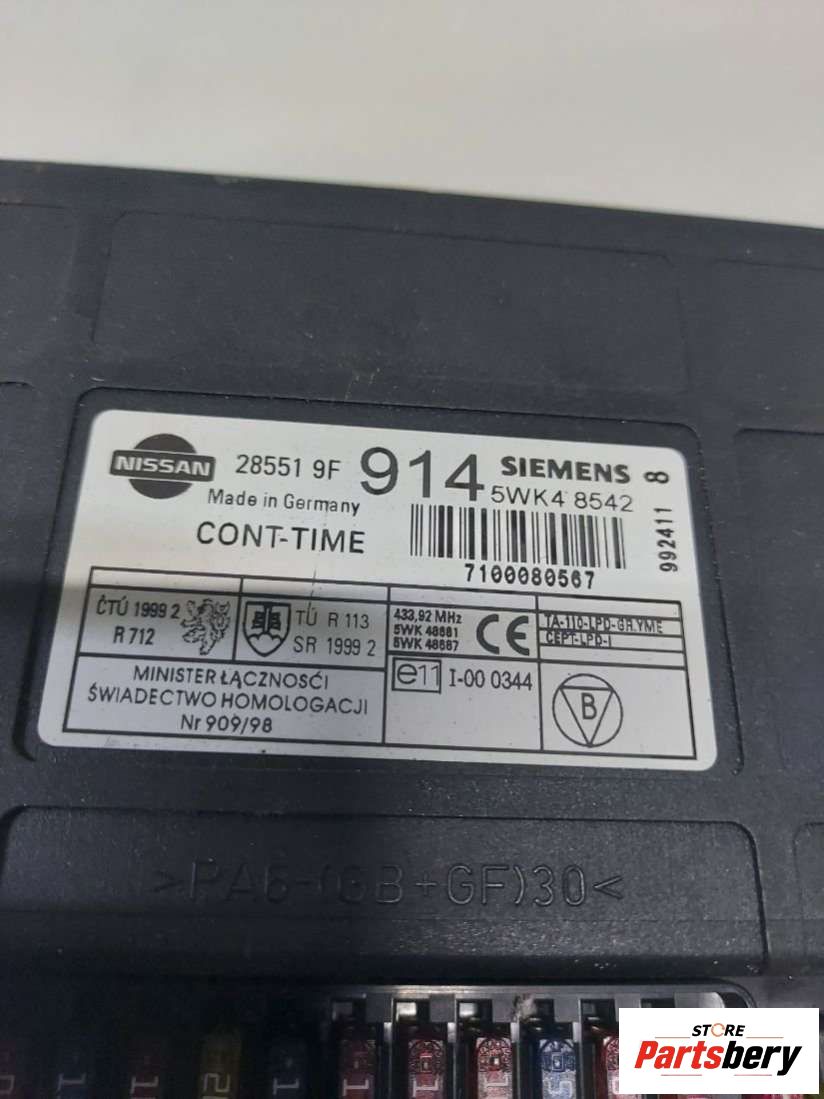 NISSAN
28551 9F 914
SIEMENS
5WK4 8542
Made in Germany
CONT-TIME
7100080567
992411 8
ČTÚ 1999 2
R 712
TÚ R 113
SR 1999 2
433,92 MHz
5WK 48681
5WK 48687
CE
TA-110-LPD-GH.YME
CEPT-LPD-I
MINISTER ŁĄCZNOŚCI
ŚWIADECTWO HOMOLOGACJI
Nr 909/98
e11 I-00 0344
B
>PA6-(GB+GF)30<
STORE
Partsbery